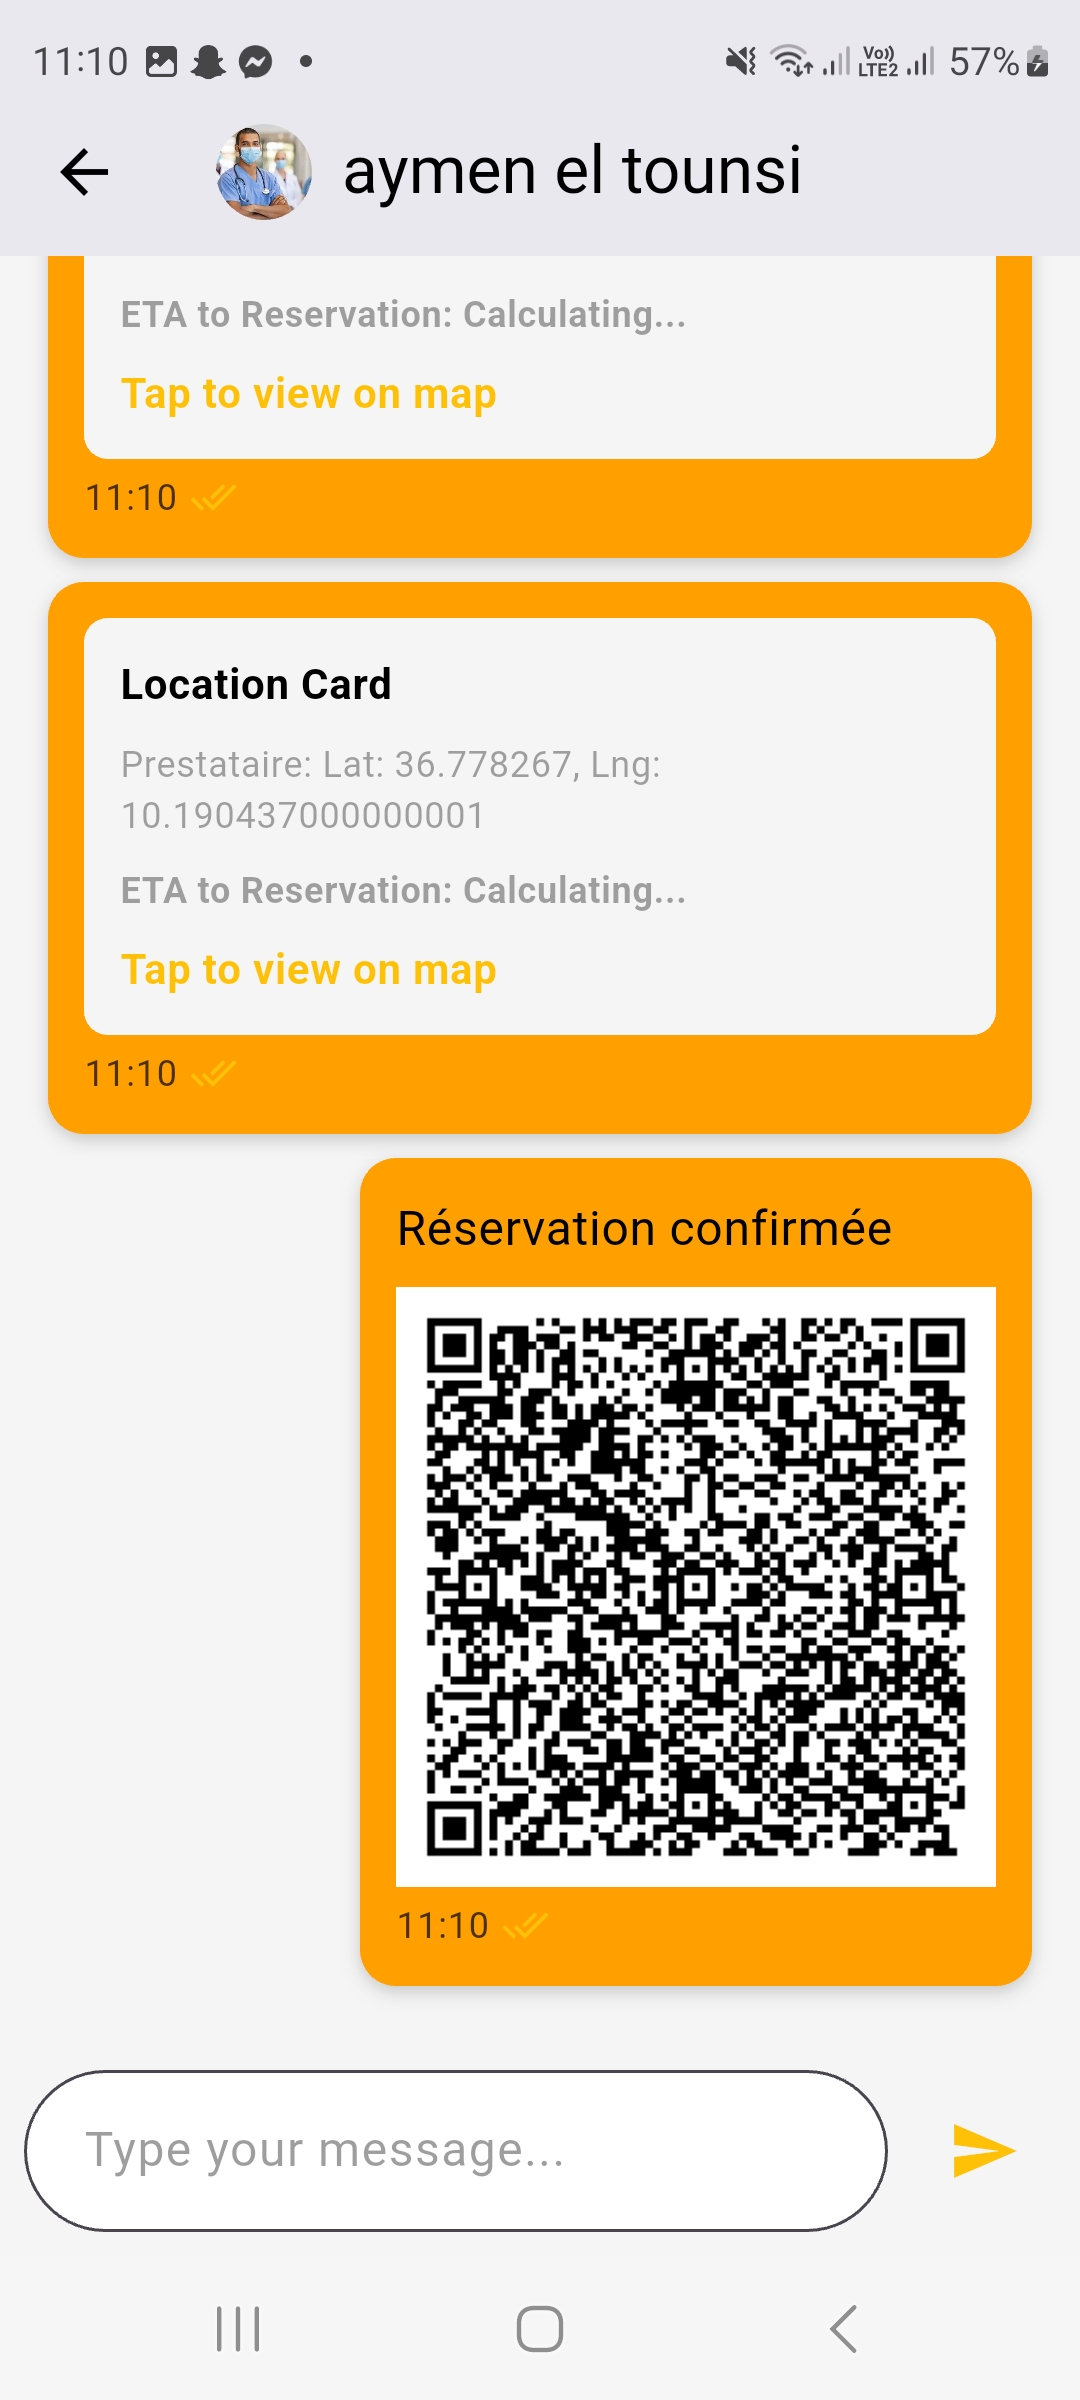 11:10
Vo))
LTE2
57%
aymen el tounsi
ETA to Reservation: Calculating...
Tap to view on map
11:10
Location Card
Prestataire: Lat: 36.778267, Lng:
10.190437000000001
ETA to Reservation: Calculating...
Tap to view on map
11:10
Réservation confirmée
11:10
Type your message...